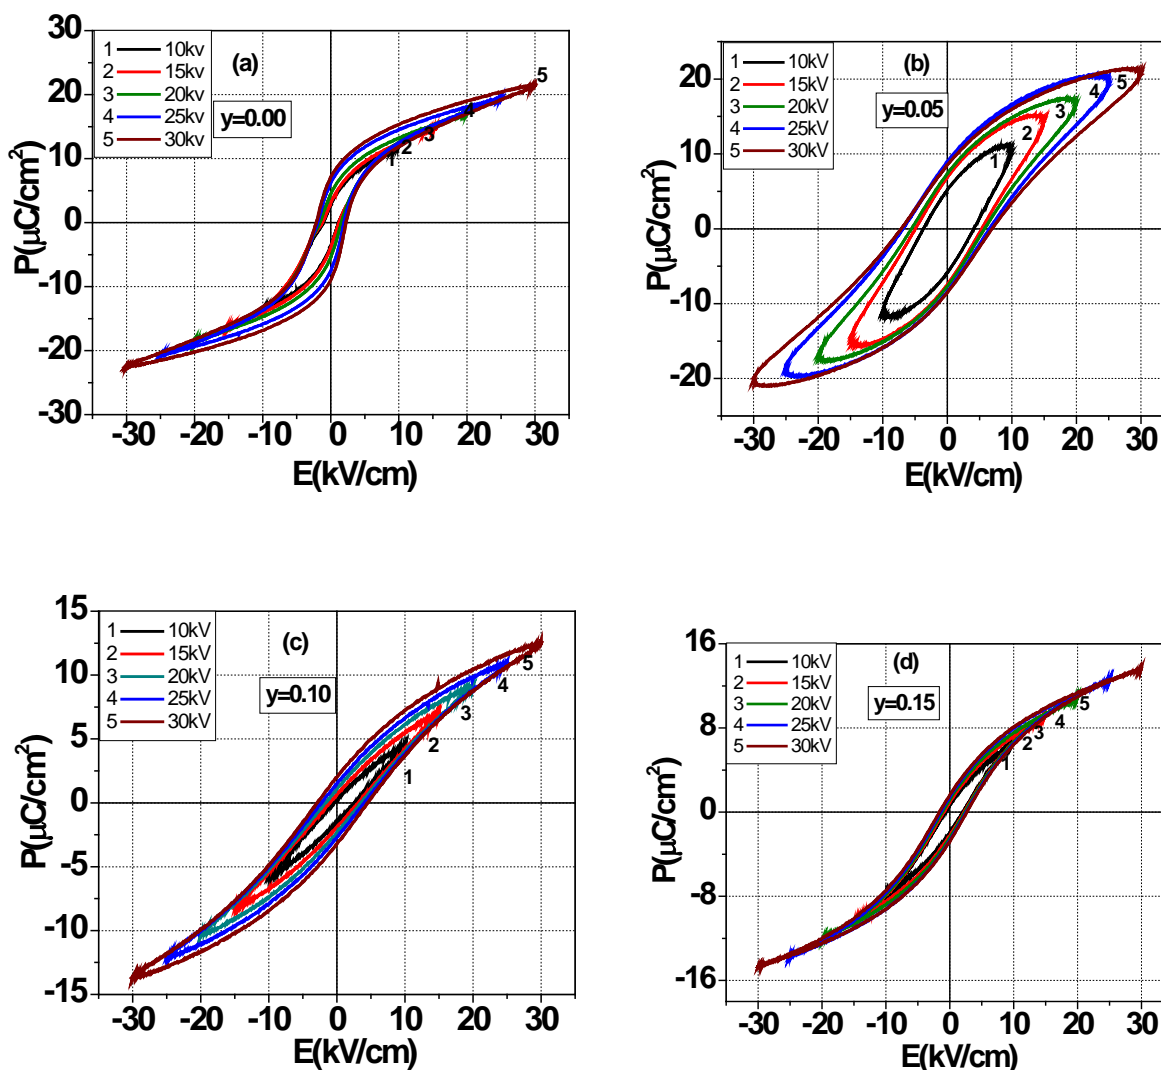 (a)
1 10kv
2 15kv
3 20kv
4 25kv
5 30kv
y=0.00
30
20
10
0
-10
-20
-30
P(μC/cm²)
1
2
3
4
5
-30 -20 -10 0 10 20 30
E(kV/cm)
(b)
1 10kV
2 15kV
3 20kV
4 25kV
5 30kV
y=0.05
20
10
0
-10
-20
P(μC/cm²)
1
2
3
4
5
-30 -20 -10 0 10 20 30
E(kV/cm)
(c)
1 10kV
2 15kV
3 20kV
4 25kV
5 30kV
y=0.10
15
10
5
0
-5
-10
-15
P(μC/cm²)
1
2
3
4
5
-30 -20 -10 0 10 20 30
E(kV/cm)
(d)
1 10kV
2 15kV
3 20kV
4 25kV
5 30kV
y=0.15
16
8
0
-8
-16
P(μC/cm²)
1
2
3
4
5
-30 -20 -10 0 10 20 30
E(kV/cm)